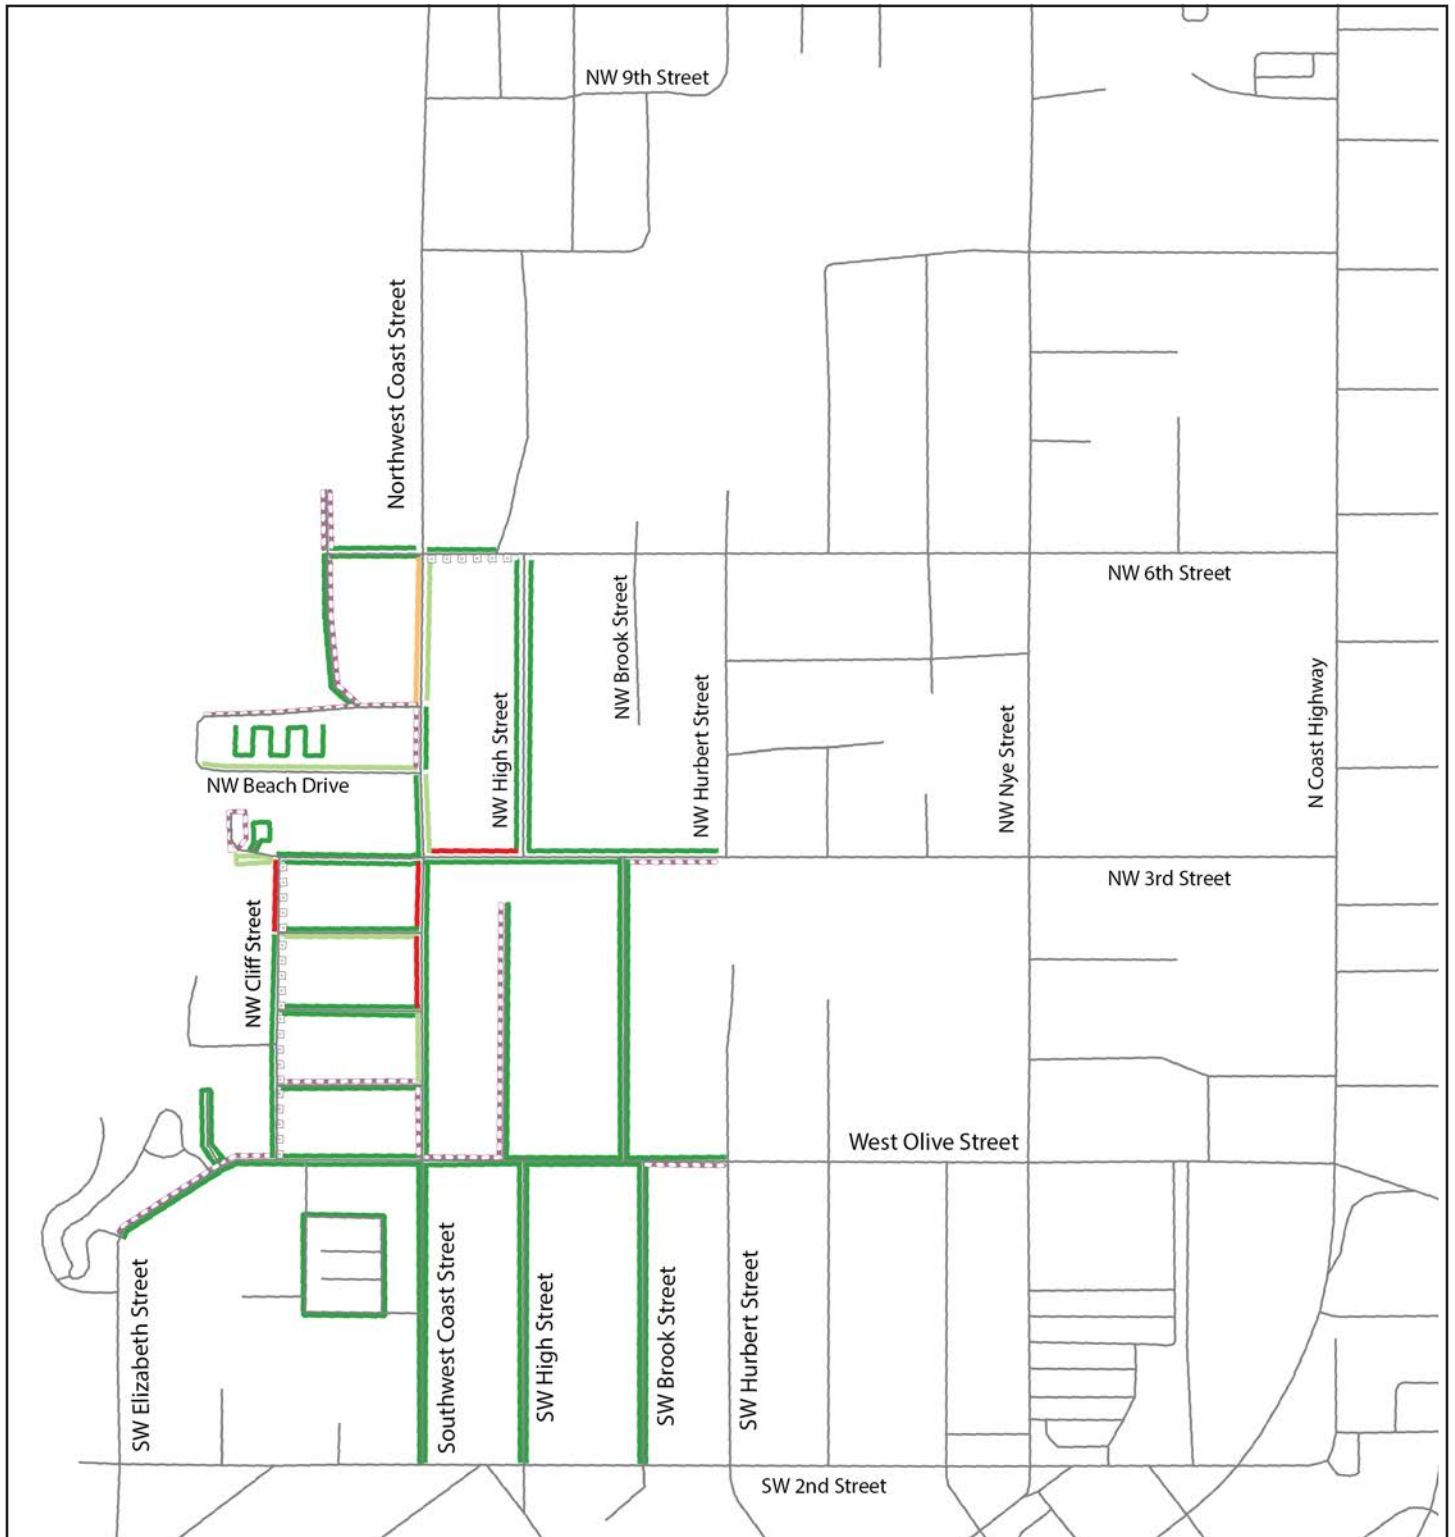 NW 9th Street
Northwest Coast Street
NW 6th Street
NW Brook Street
N Coast Highway
NW Hurbert Street
NW High Street
NW Nye Street
NW Beach Drive
NW 3rd Street
NW Cliff Street
West Olive Street
SW Elizabeth Street
Southwest Coast Street
SW High Street
SW Brook Street
SW Hurbert Street
SW 2nd Street